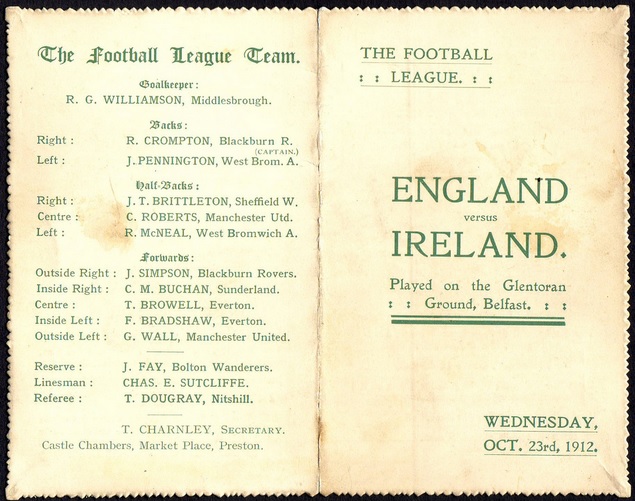 The Football League Team.
Goalkeeper:
R. G. WILLIAMSON, Middlesbrough.
Backs:
Right: R. CROMPTON, Blackburn R.
(CAPTAIN.)
Left: J. PENNINGTON, West Brom. A.
Half-Backs:
Right: J. T. BRITTLETON, Sheffield W.
Centre: C. ROBERTS, Manchester Utd.
Left: R. McNEAL, West Bromwich A.
Forwards:
Outside Right: J. SIMPSON, Blackburn Rovers.
Inside Right: C. M. BUCHAN, Sunderland.
Centre: T. BROWELL, Everton.
Inside Left: F. BRADSHAW, Everton.
Outside Left: G. WALL, Manchester United.
Reserve: J. FAY, Bolton Wanderers.
Linesman: CHAS. E. SUTCLIFFE.
Referee: T. DOUGRAY, Nitshill.
T. CHARNLEY, SECRETARY.
Castle Chambers, Market Place, Preston.
THE FOOTBALL
: : LEAGUE. : :
ENGLAND
versus
IRELAND.
Played on the Glentoran
: : Ground, Belfast. : :
WEDNESDAY,
OCT. 23rd, 1912.